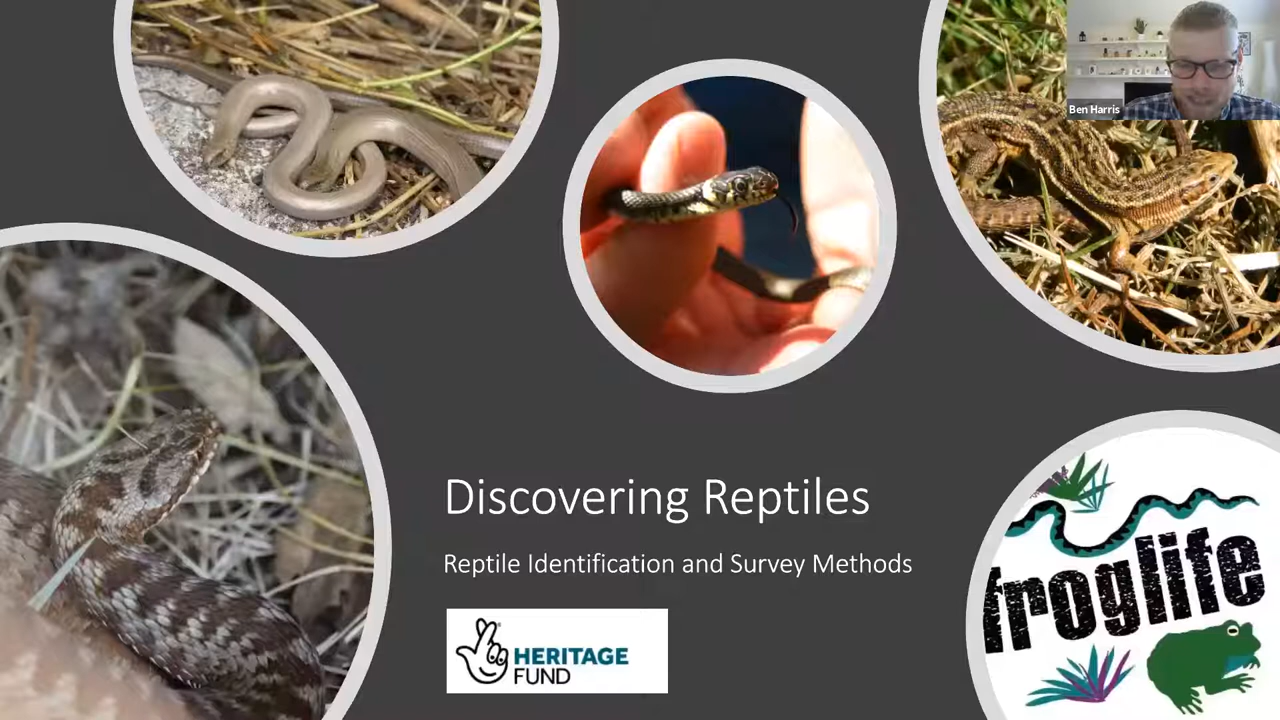 Ben Harris
Discovering Reptiles
Reptile Identification and Survey Methods
HERITAGE
FUND
froglife